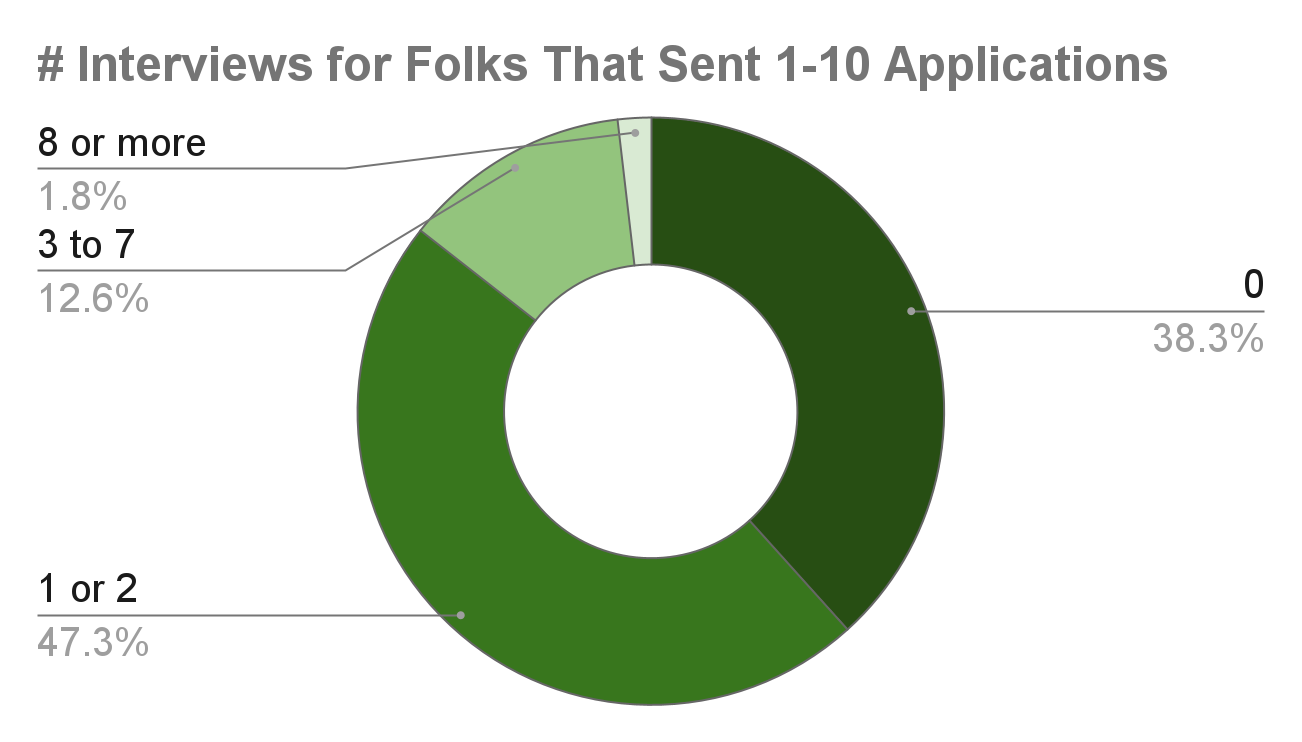 # Interviews for Folks That Sent 1-10 Applications
8 or more
1.8%
3 to 7
12.6%
0
38.3%
1 or 2
47.3%